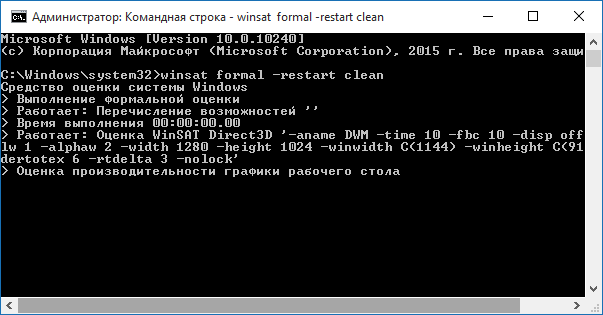 Администратор: Командная строка - winsat formal -restart clean
Microsoft Windows [Version 10.0.10240]
(c) Корпорация Майкрософт (Microsoft Corporation), 2015 г. Все права защи
C:\Windows\system32>winsat formal -restart clean
Средство оценки системы Windows
> Выполнение формальной оценки
> Работает: Перечисление возможностей ''
> Время выполнения 00:00:00.00
> Работает: Оценка WinSAT Direct3D '-aname DWM -time 10 -fbc 10 -disp off
lw 1 -alphaw 2 -width 1280 -height 1024 -winwidth C(1144) -winheight C(91
dertotex 6 -rtdelta 3 -nolock'
> Оценка производительности графики рабочего стола